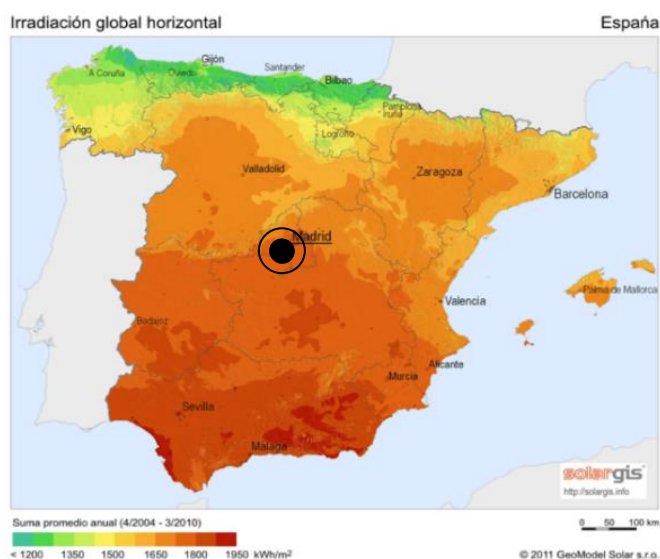 Irradiación global horizontal
España
Gijón
A Coruña
Oviedo
Santander
Bilbao
Pamplona
Iruña
Vigo
Logroño
Valladolid
Zaragoza
Barcelona
Madrid
Valencia
Palma de Mallorca
Badajoz
Alicante
Murcia
Sevilla
Malaga
solargis
http://solargis.info
Suma promedio anual (4/2004 - 3/2010)
0 50 100 km
< 1200 1350 1500 1650 1800 1950 kWh/m²
© 2011 GeoModel Solar s.r.o.